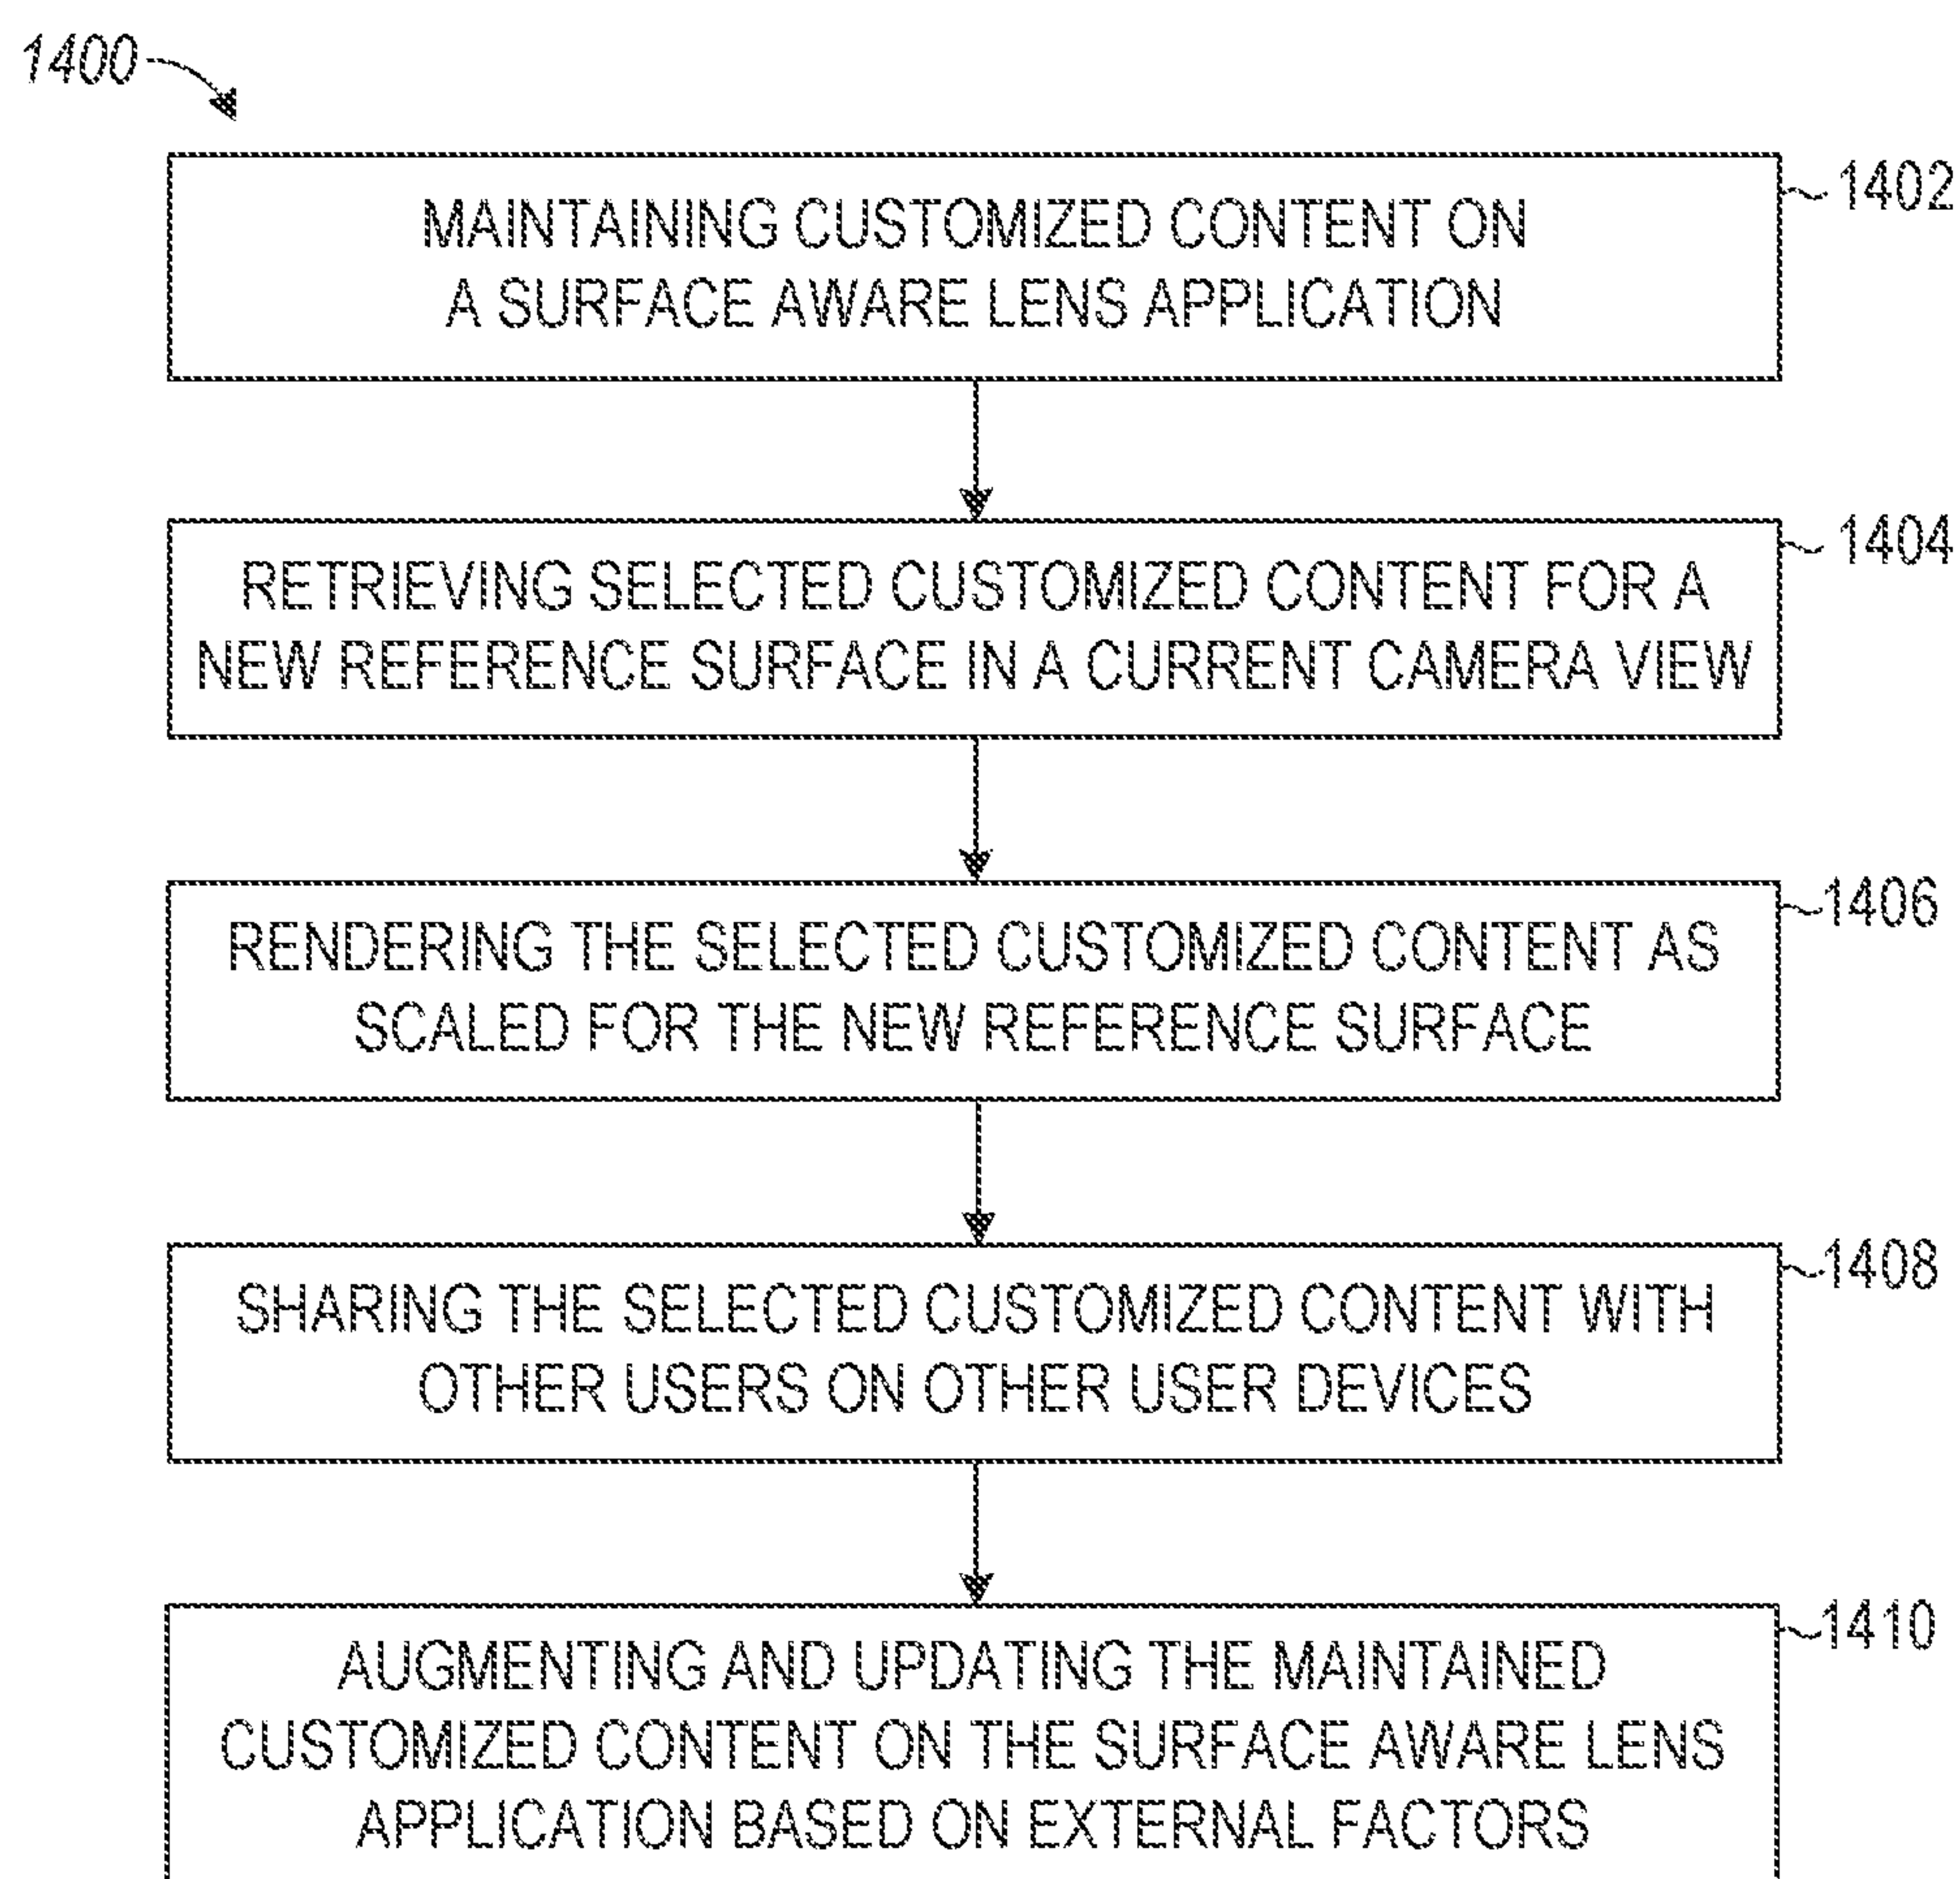 1400
MAINTAINING CUSTOMIZED CONTENT ON
A SURFACE AWARE LENS APPLICATION
1402
RETRIEVING SELECTED CUSTOMIZED CONTENT FOR A
NEW REFERENCE SURFACE IN A CURRENT CAMERA VIEW
1404
RENDERING THE SELECTED CUSTOMIZED CONTENT AS
SCALED FOR THE NEW REFERENCE SURFACE
1406
SHARING THE SELECTED CUSTOMIZED CONTENT WITH
OTHER USERS ON OTHER USER DEVICES
1408
AUGMENTING AND UPDATING THE MAINTAINED
CUSTOMIZED CONTENT ON THE SURFACE AWARE LENS
APPLICATION BASED ON EXTERNAL FACTORS
1410